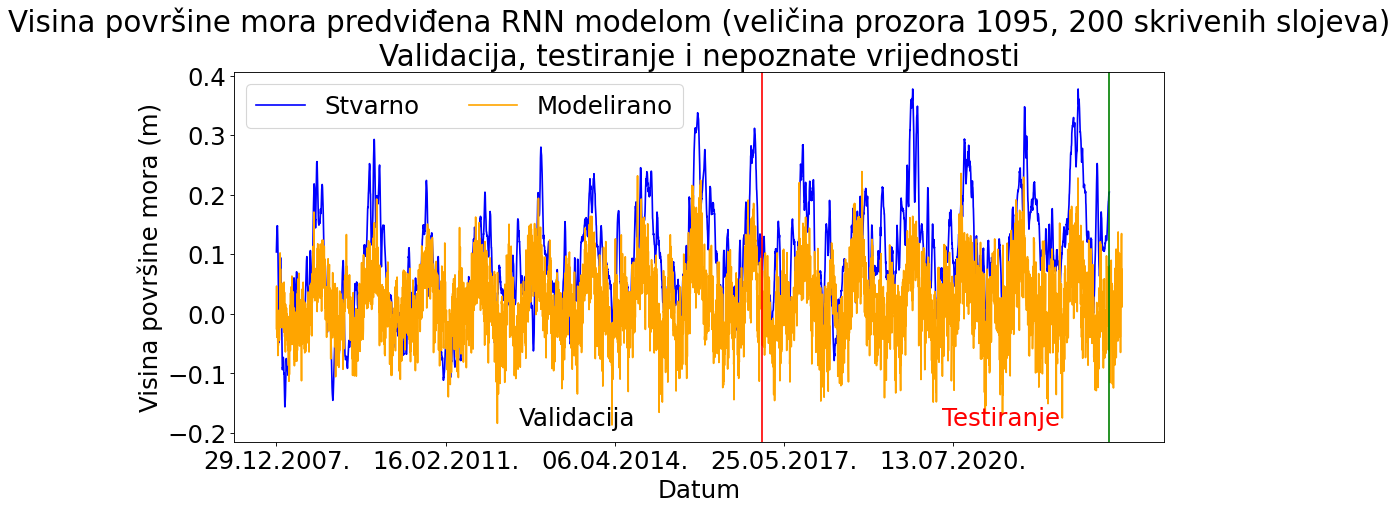 Visina površine mora predviđena RNN modelom (veličina prozora 1095, 200 skrivenih slojeva)
Validacija, testiranje i nepoznate vrijednosti
Stvarno
Modelirano
Visina površine mora (m)
0.4
0.3
0.2
0.1
0.0
−0.1
−0.2
Validacija
Testiranje
29.12.2007.
16.02.2011.
06.04.2014.
25.05.2017.
13.07.2020.
Datum